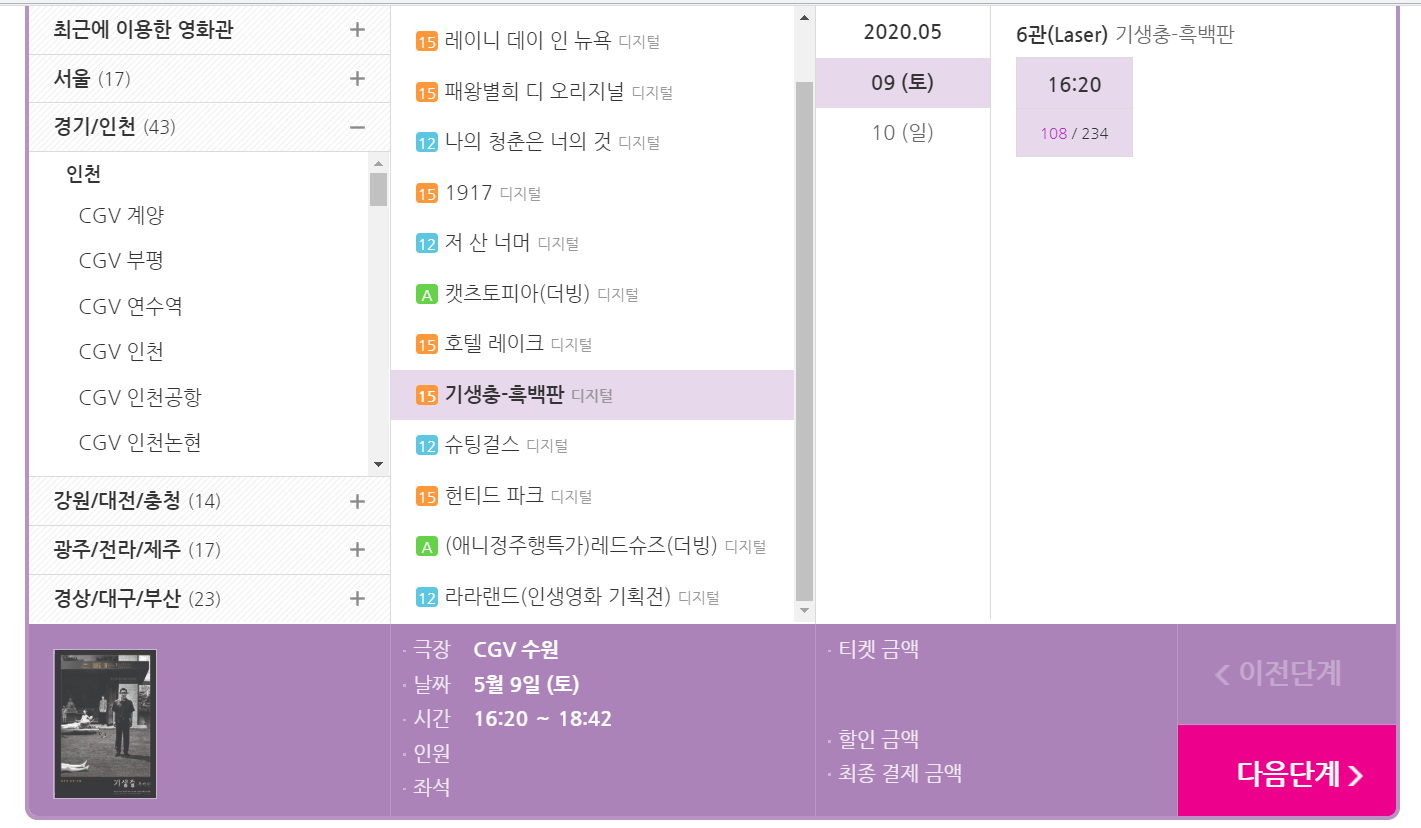 최근에 이용한 영화관
서울 (17)
경기/인천 (43)
인천
CGV 계양
CGV 부평
CGV 연수역
CGV 인천
CGV 인천공항
CGV 인천논현
강원/대전/충청 (14)
광주/전라/제주 (17)
경상/대구/부산 (23)
15 레이니 데이 인 뉴욕 디지털
15 패왕별희 디 오리지널 디지털
12 나의 청춘은 너의 것 디지털
15 1917 디지털
12 저 산 너머 디지털
A 캣츠토피아(더빙) 디지털
15 호텔 레이크 디지털
15 기생충-흑백판 디지털
12 슈팅걸스 디지털
15 헌티드 파크 디지털
A (애니정주행특가)레드슈즈(더빙) 디지털
12 라라랜드(인생영화 기획전) 디지털
2020.05
09 (토)
10 (일)
6관(Laser) 기생충-흑백판
16:20
108 / 234
기생충
· 극장 CGV 수원
· 날짜 5월 9일 (토)
· 시간 16:20 ~ 18:42
· 인원
· 좌석
· 티켓 금액
· 할인 금액
· 최종 결제 금액
이전단계
다음단계